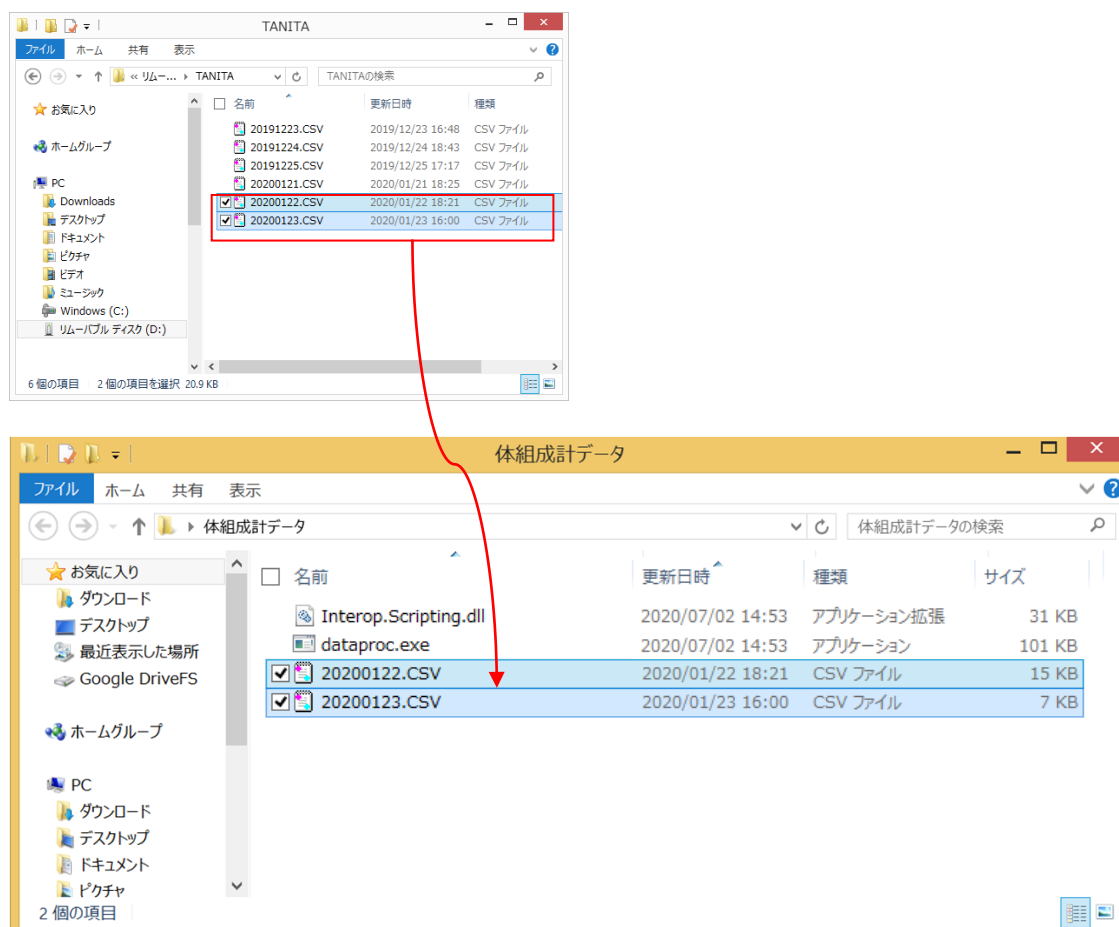 TANITA
ファイル ホーム 共有 表示
« リムー... TANITA TANITAの検索
お気に入り
ホームグループ
PC
Downloads
デスクトップ
ドキュメント
ピクチャ
ビデオ
ミュージック
Windows (C:)
リムーバブル ディスク (D:)
名前 更新日時 種類
20191223.CSV 2019/12/23 16:48 CSV ファイル
20191224.CSV 2019/12/24 18:43 CSV ファイル
20191225.CSV 2019/12/25 17:17 CSV ファイル
20200121.CSV 2020/01/21 18:25 CSV ファイル
20200122.CSV 2020/01/22 18:21 CSV ファイル
20200123.CSV 2020/01/23 16:00 CSV ファイル
6 個の項目 2 個の項目を選択 20.9 KB
体組成計データ
ファイル ホーム 共有 表示
体組成計データ 体組成計データの検索
お気に入り
ダウンロード
デスクトップ
最近表示した場所
Google DriveFS
ホームグループ
PC
ダウンロード
デスクトップ
ドキュメント
ピクチャ
名前 更新日時 種類 サイズ
Interop.Scripting.dll 2020/07/02 14:53 アプリケーション拡張 31 KB
dataproc.exe 2020/07/02 14:53 アプリケーション 101 KB
20200122.CSV 2020/01/22 18:21 CSV ファイル 15 KB
20200123.CSV 2020/01/23 16:00 CSV ファイル 7 KB
2 個の項目